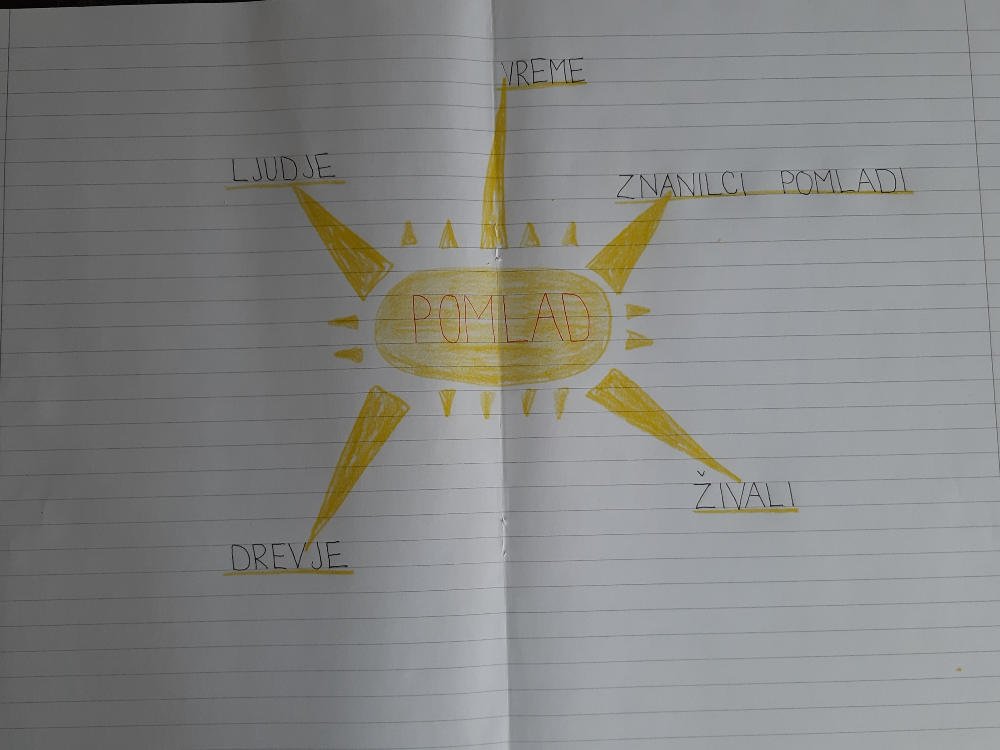 VREME
LJUDJE
ZNANILCI POMLADI
POMLAD
ŽIVALI
DREVJE